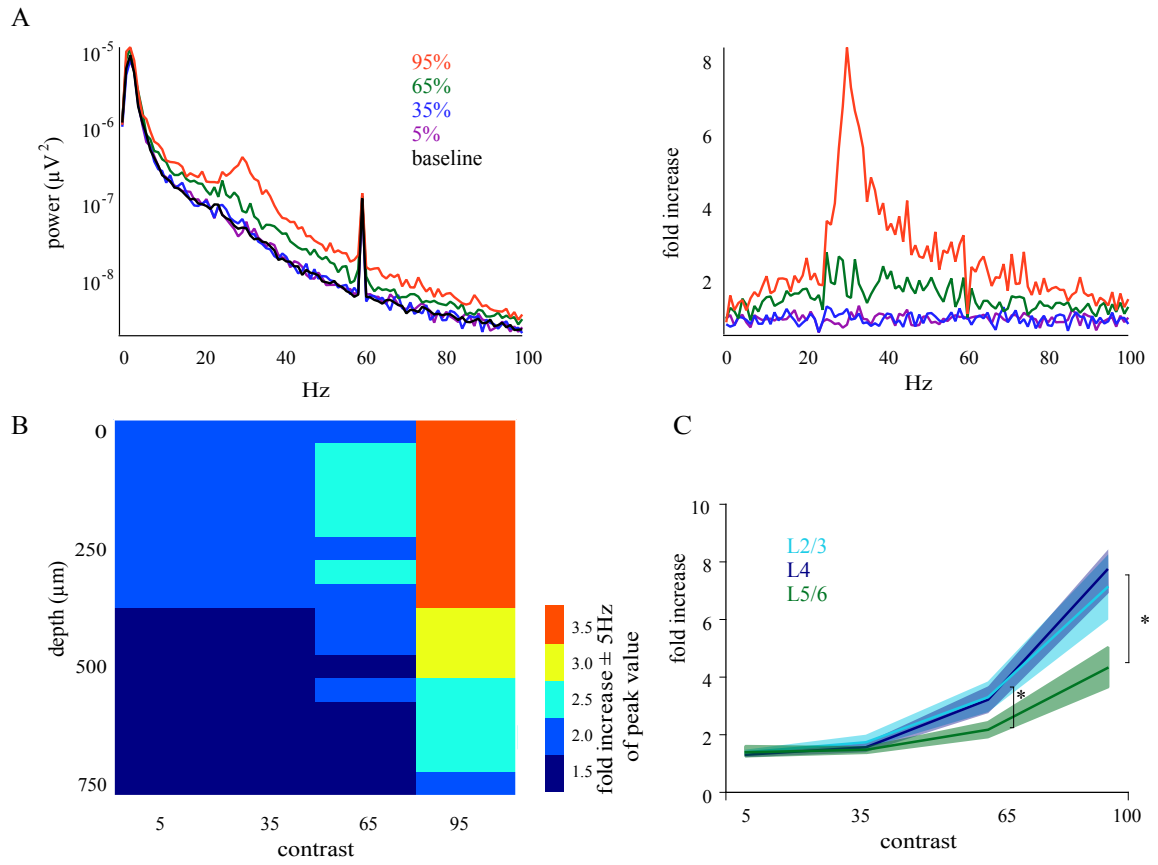 A
power (µV²)
10⁻⁵
10⁻⁶
10⁻⁷
10⁻⁸
95%
65%
35%
5%
baseline
0 20 40 60 80 100
Hz
fold increase
8
6
4
2
0 20 40 60 80 100
Hz
B
depth (µm)
0
250
500
750
5 35 65 95
contrast
3.5
3.0
2.5
2.0
1.5
fold increase ± 5Hz
of peak value
C
fold increase
10
8
6
4
2
0
L2/3
L4
L5/6
*
*
5 35 65 100
contrast